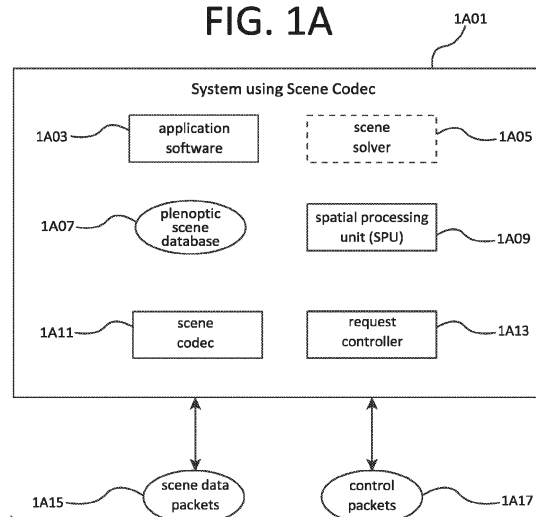 FIG. 1A
1A01
System using Scene Codec
1A03
application
software
scene
solver
1A05
1A07
plenoptic
scene
database
spatial processing
unit (SPU)
1A09
1A11
scene
codec
request
controller
1A13
1A15
scene data
packets
control
packets
1A17